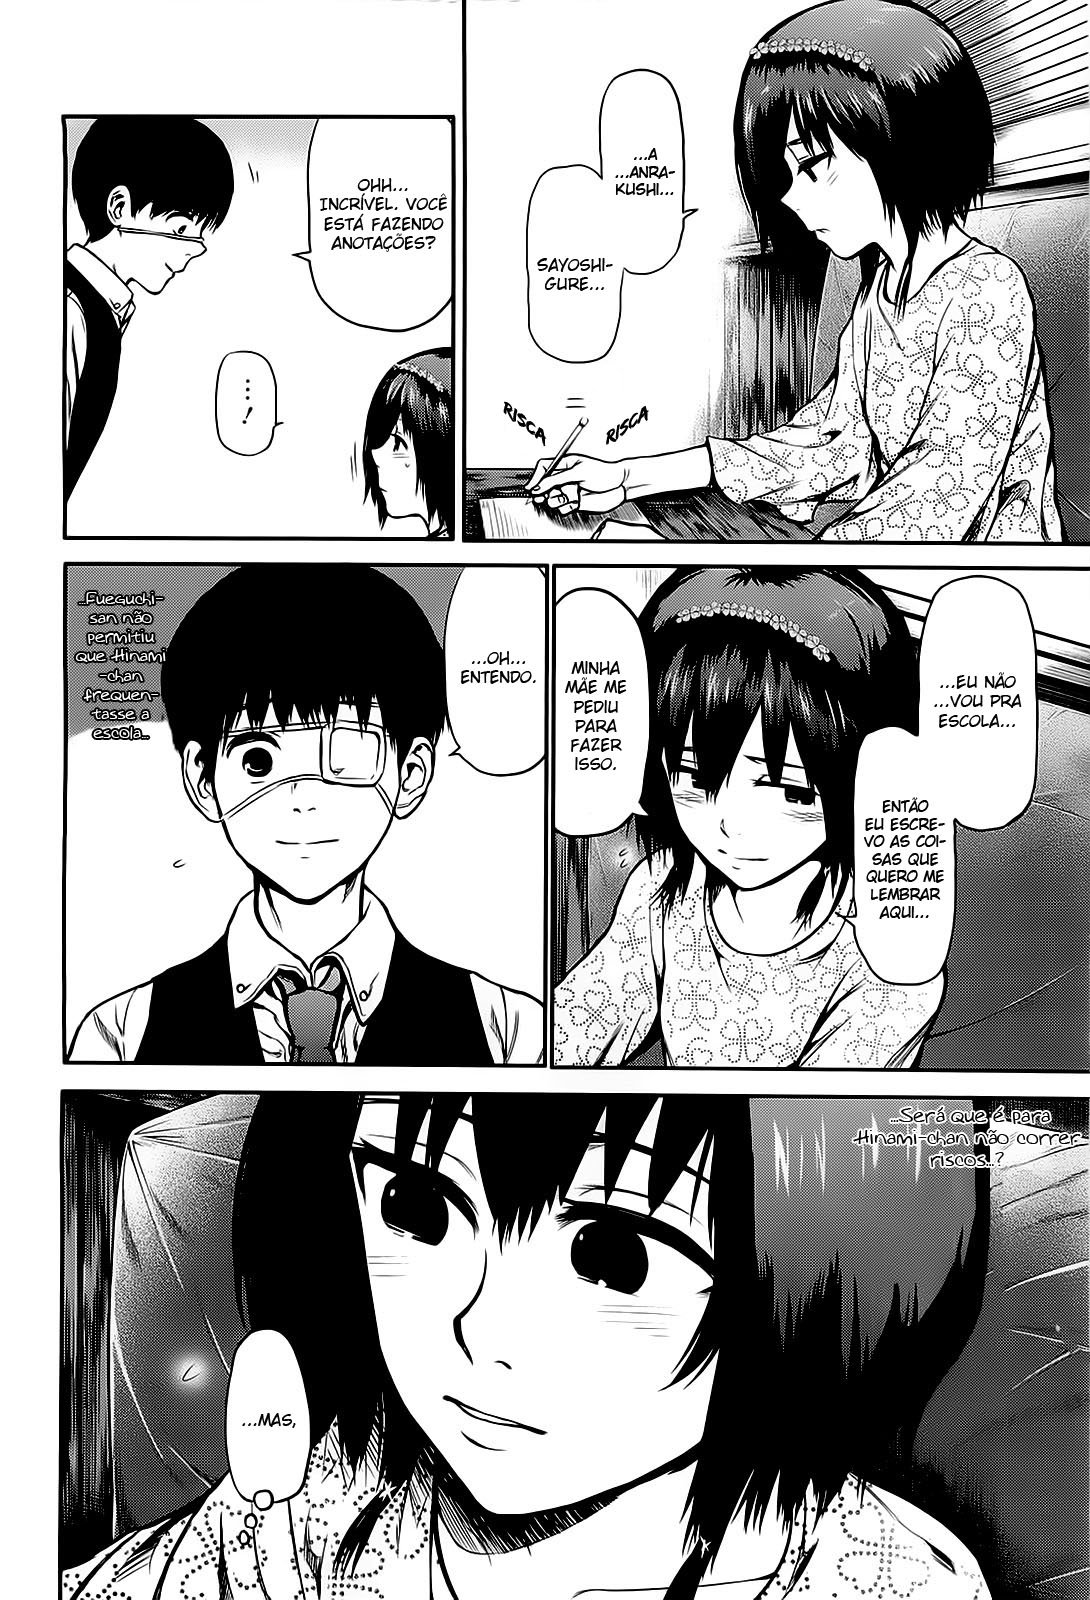 ...A
...ANRA-
KUSHI...
SAYOSHI-
GURE...
RISCA
RISCA
OHH...
INCRÍVEL. VOCÊ
ESTÁ FAZENDO
ANOTAÇÕES?
...!
...EU NÃO
...VOU PRA
ESCOLA...
ENTÃO
EU ESCRE-
VO AS COI-
SAS QUE
QUERO ME
LEMBRAR
AQUI...
MINHA
MÃE ME
PEDIU
PARA
FAZER
ISSO.
...OH...
ENTENDO.
...Fueguchi-
san não
permitiu
que Hinami
-chan
frequen-
tasse a
escola...
...Será que é para
Hinami-chan não correr
riscos...?
...MAS,